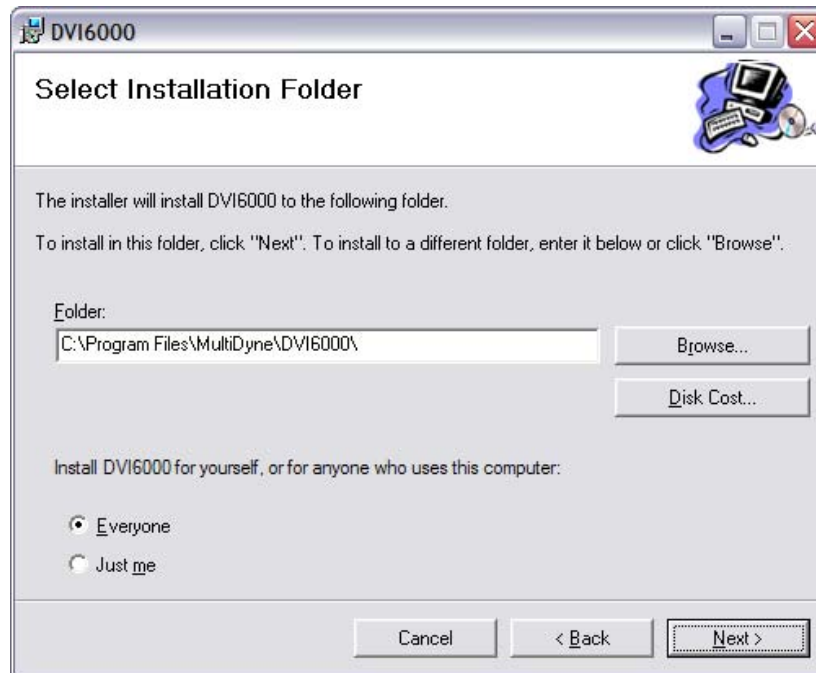 DVI6000
Select Installation Folder
The installer will install DVI6000 to the following folder.
To install in this folder, click "Next". To install to a different folder, enter it below or click "Browse".
Folder:
C:\Program Files\MultiDyne\DVI6000\
Browse...
Disk Cost...
Install DVI6000 for yourself, or for anyone who uses this computer:
Everyone
Just me
Cancel
< Back
Next >